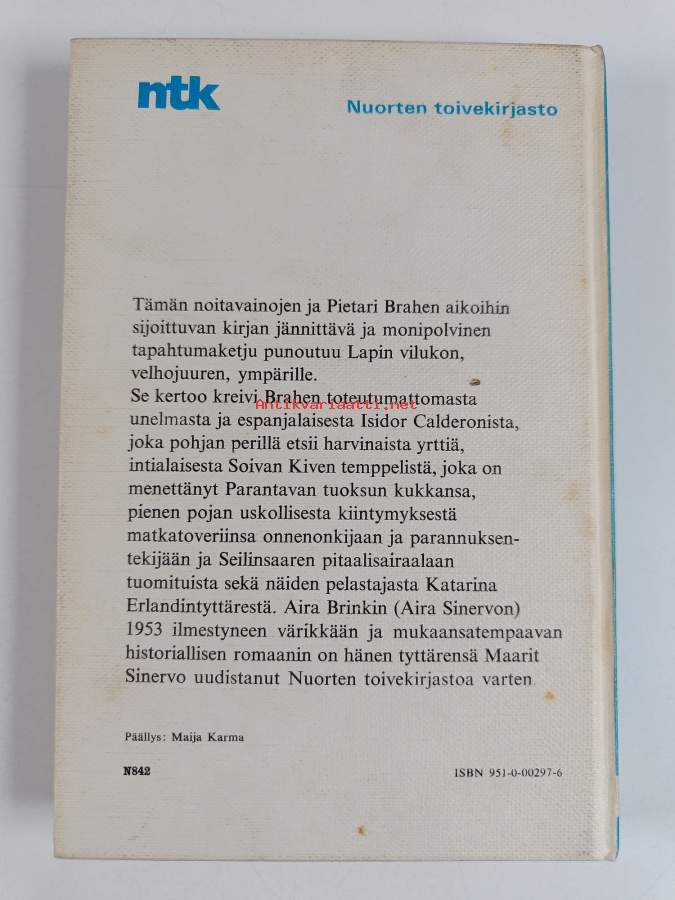 ntk
Nuorten toivekirjasto
Tämän noitavainojen ja Pietari Brahen aikoihin
sijoittuvan kirjan jännittävä ja monipolvinen
tapahtumaketju punoutuu Lapin vilukon,
velhojuuren, ympärille.
Se kertoo kreivi Brahen toteutumattomasta
Antikvariaatti.net
unelmasta ja espanjalaisesta Isidor Calderonista,
joka pohjan perillä etsii harvinaista yrttiä,
intialaisesta Soivan Kiven temppelistä, joka on
menettänyt Parantavan tuoksun kukkansa,
pienen pojan uskollisesta kiintymyksestä
matkatoveriinsa onnenonkijaan ja parannuksen-
tekijään ja Seilinsaaren pitaalisairaalaan
tuomituista sekä näiden pelastajasta Katarina
Erlandintyttärestä. Aira Brinkin (Aira Sinervon)
1953 ilmestyneen värikkään ja mukaansatempaavan
historiallisen romaanin on hänen tyttärensä Maarit
Sinervo uudistanut Nuorten toivekirjastoa varten
Päällys: Maija Karma
N842
ISBN 951-0-00297-6